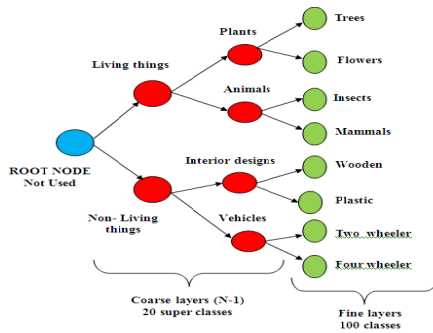 Trees
Plants
Flowers
Living things
Animals
Insects
Mammals
ROOT NODE
Not Used
Interior designs
Wooden
Plastic
Non- Living
things
Vehicles
Two wheeler
Four wheeler
Coarse layers (N-1)
20 super classes
Fine layers
100 classes